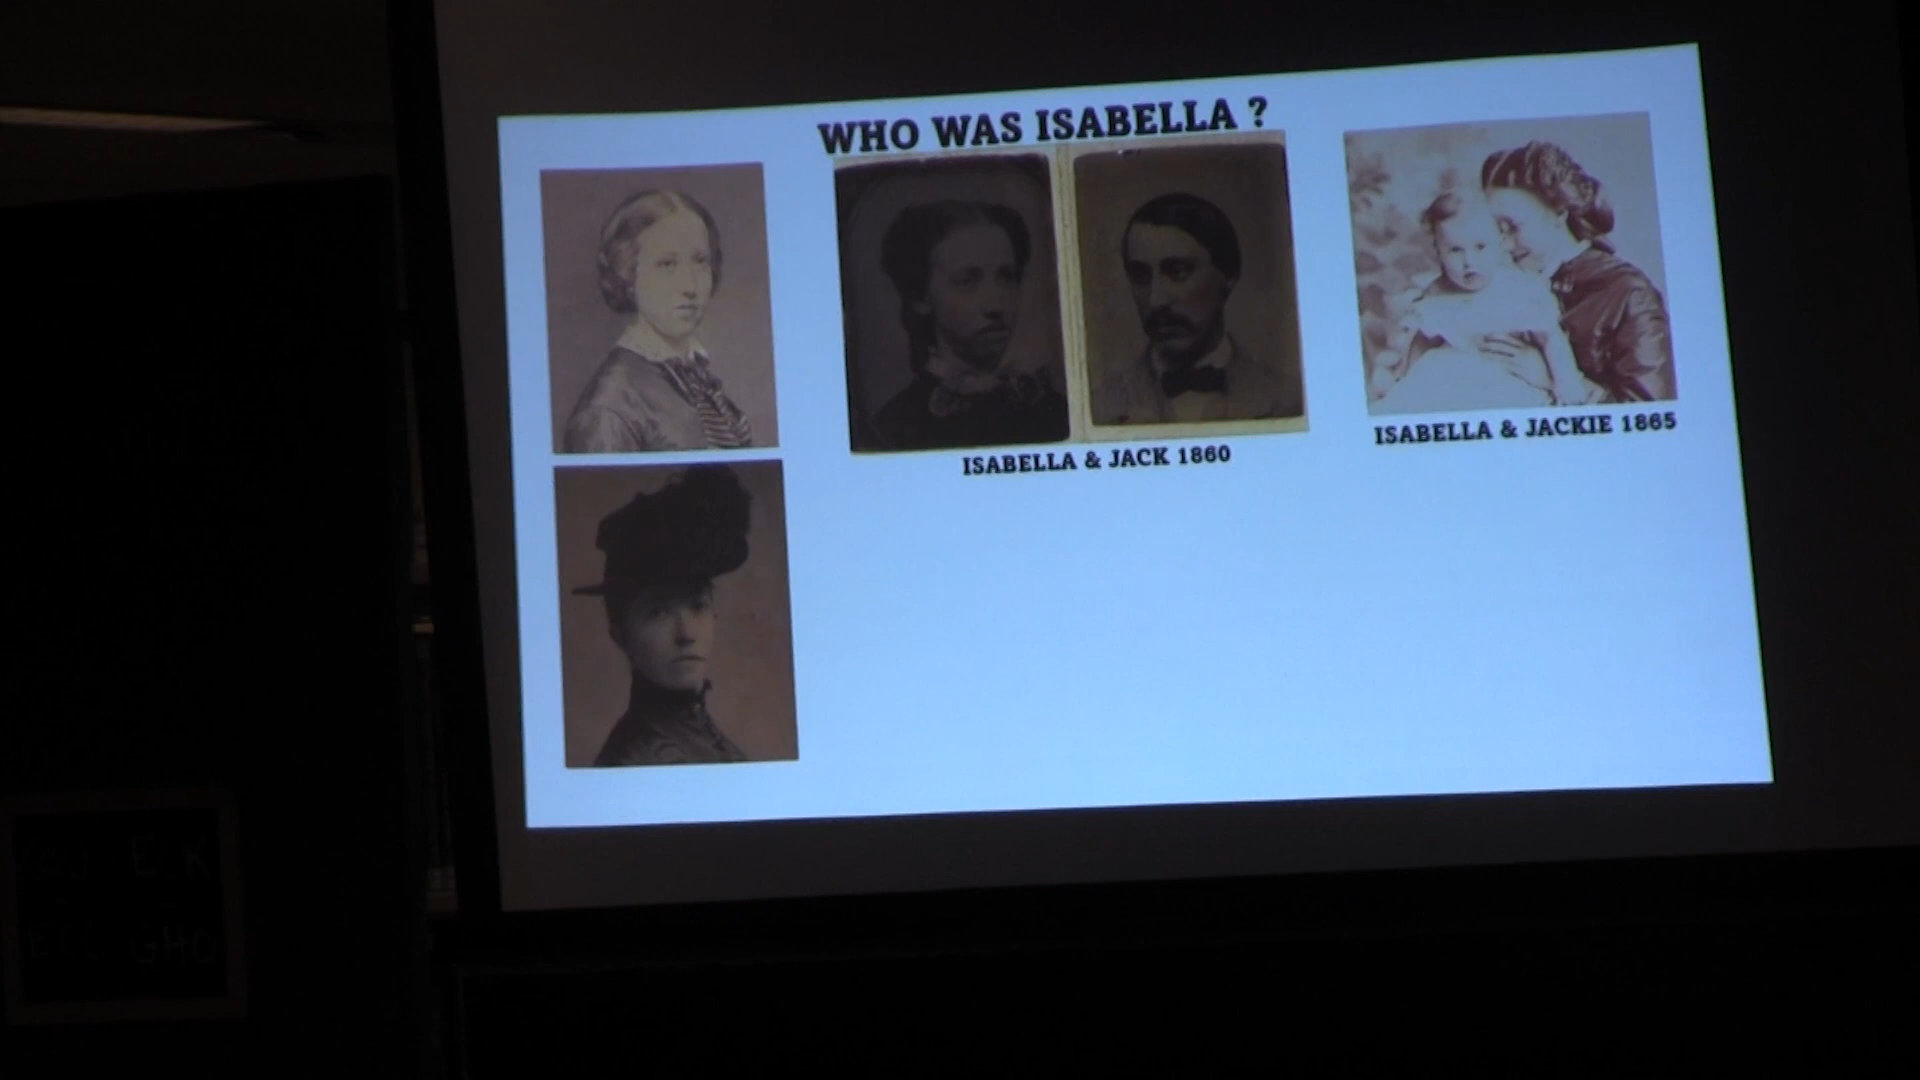 WHO WAS ISABELLA ?
ISABELLA & JACK 1860
ISABELLA & JACKIE 1865